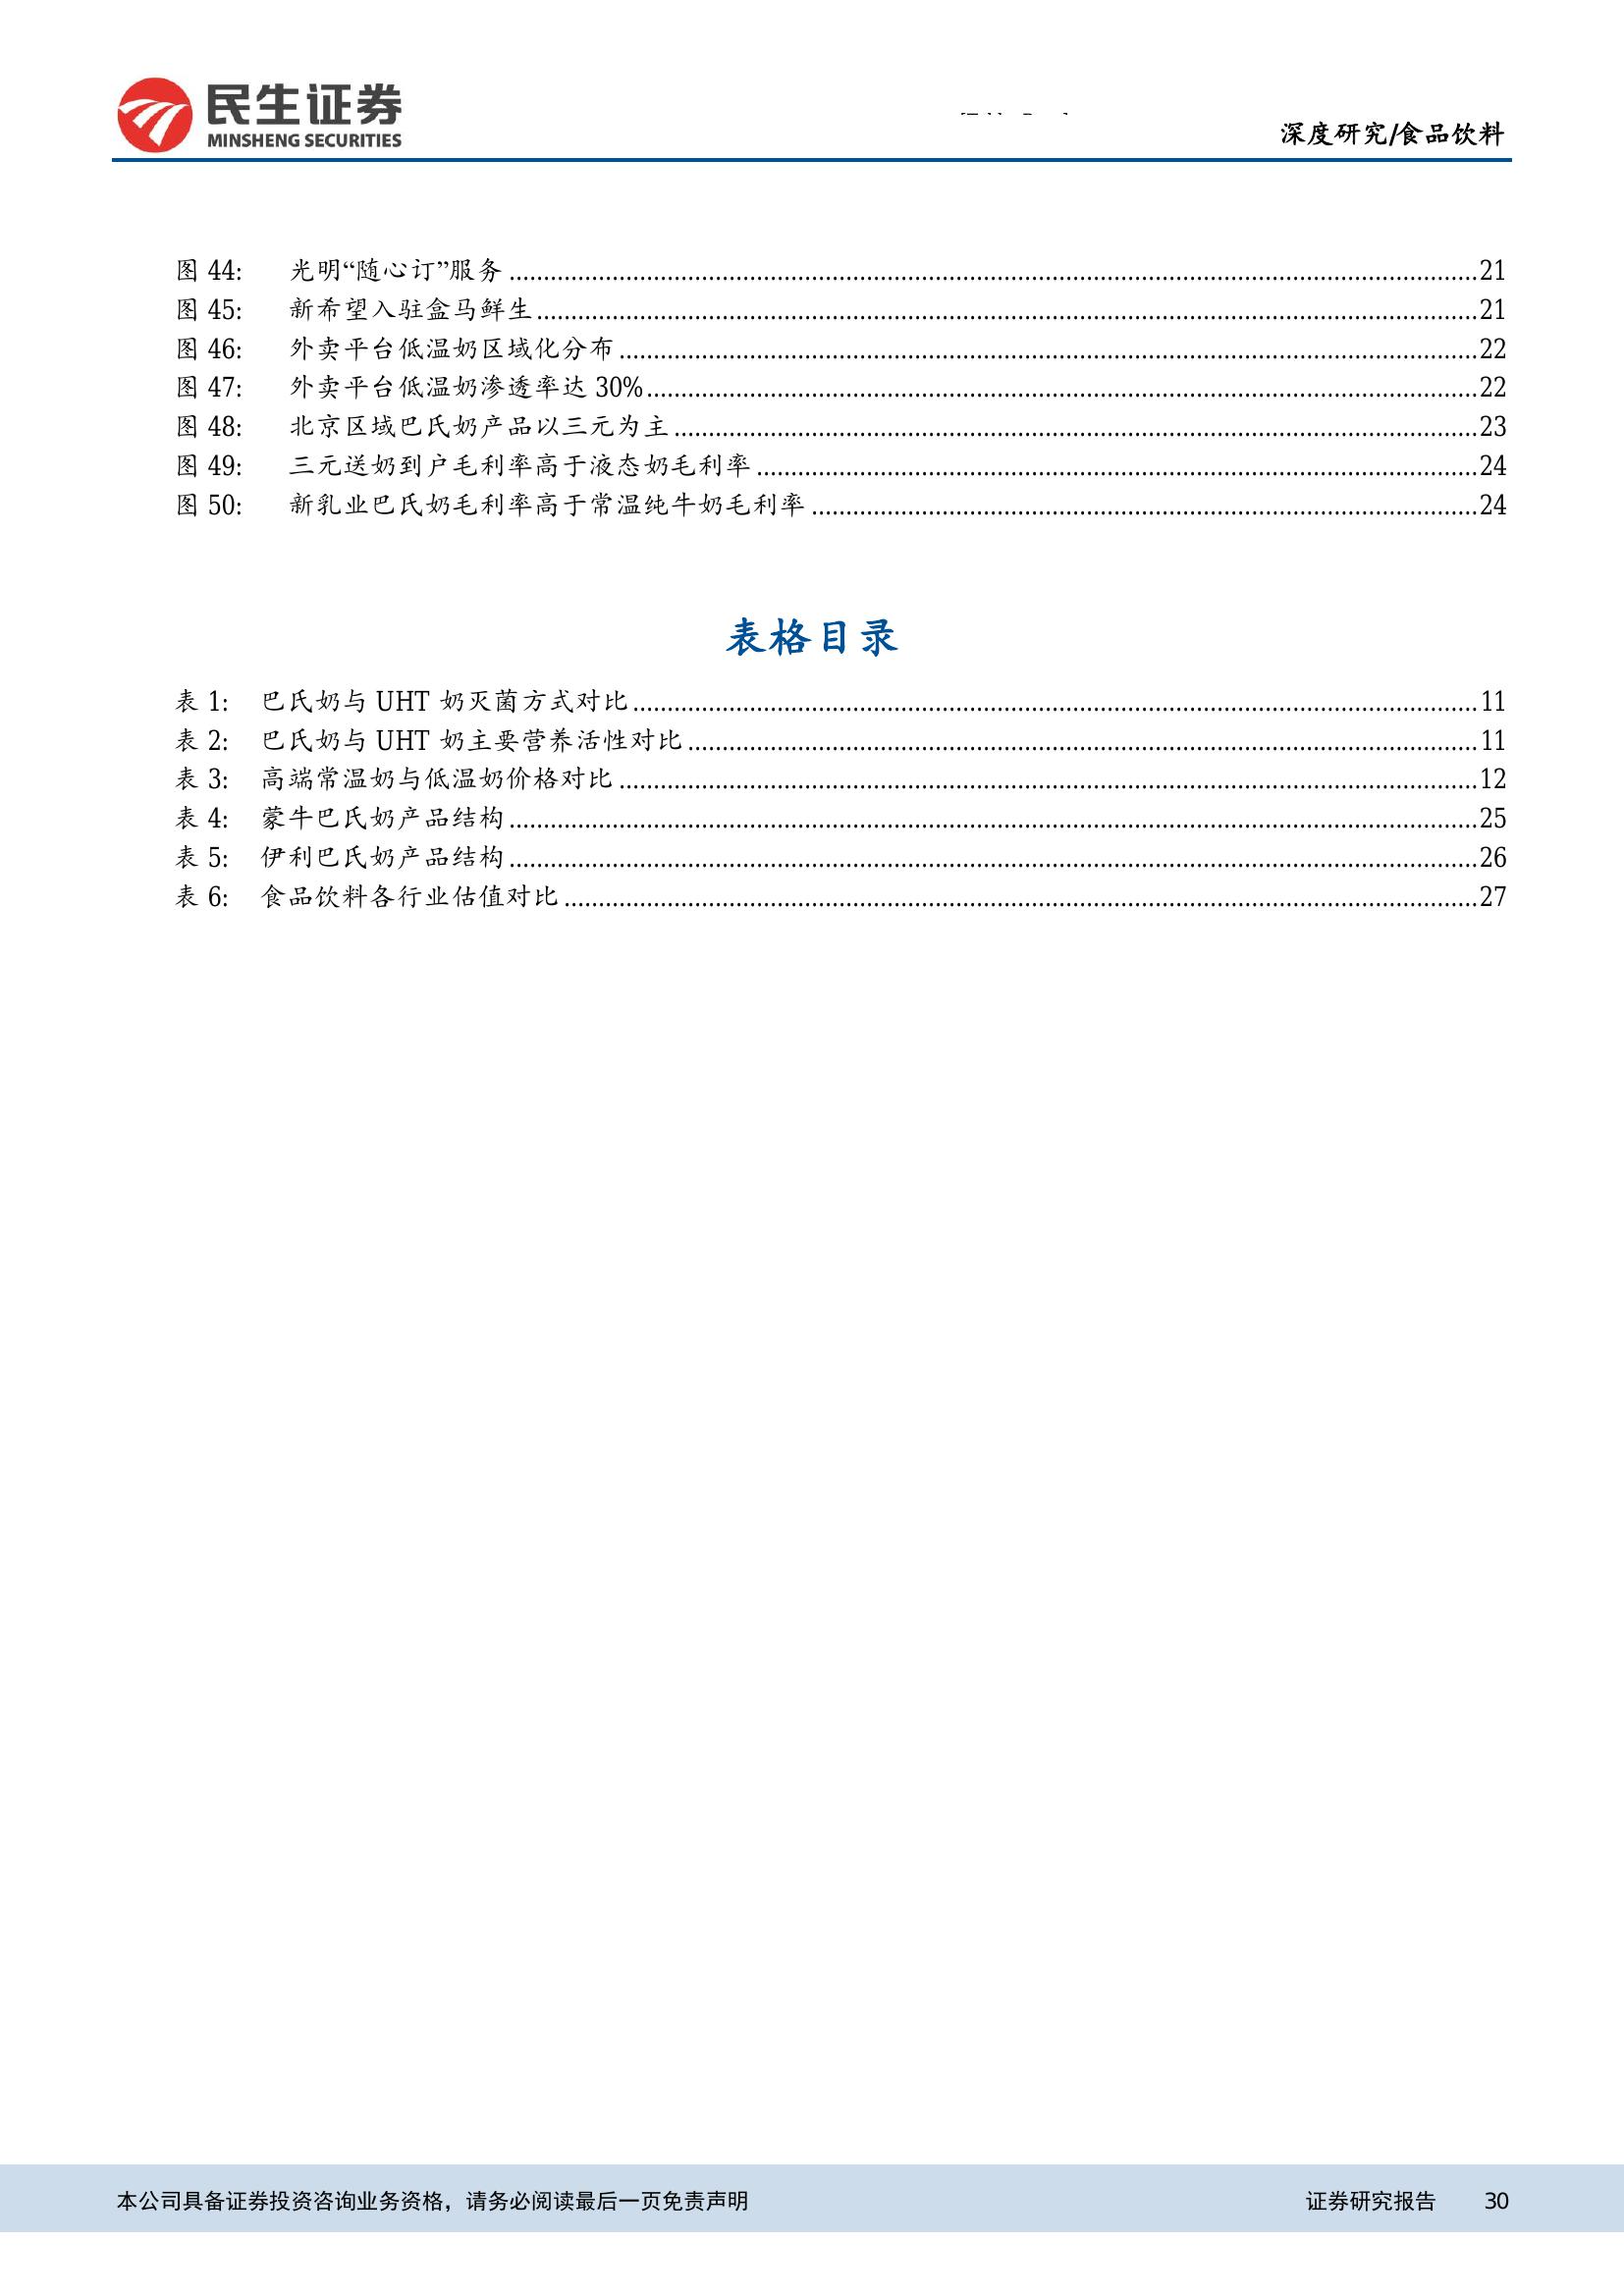 民生证券
MINSHENG SECURITIES
深度研究/食品饮料
图 44: 光明“随心订”服务 21
图 45: 新希望入驻盒马鲜生 21
图 46: 外卖平台低温奶区域化分布 22
图 47: 外卖平台低温奶渗透率达 30% 22
图 48: 北京区域巴氏奶产品以三元为主 23
图 49: 三元送奶到户毛利率高于液态奶毛利率 24
图 50: 新乳业巴氏奶毛利率高于常温纯牛奶毛利率 24
表格目录
表 1: 巴氏奶与 UHT 奶灭菌方式对比 11
表 2: 巴氏奶与 UHT 奶主要营养活性对比 11
表 3: 高端常温奶与低温奶价格对比 12
表 4: 蒙牛巴氏奶产品结构 25
表 5: 伊利巴氏奶产品结构 26
表 6: 食品饮料各行业估值对比 27
本公司具备证券投资咨询业务资格，请务必阅读最后一页免责声明 证券研究报告 30